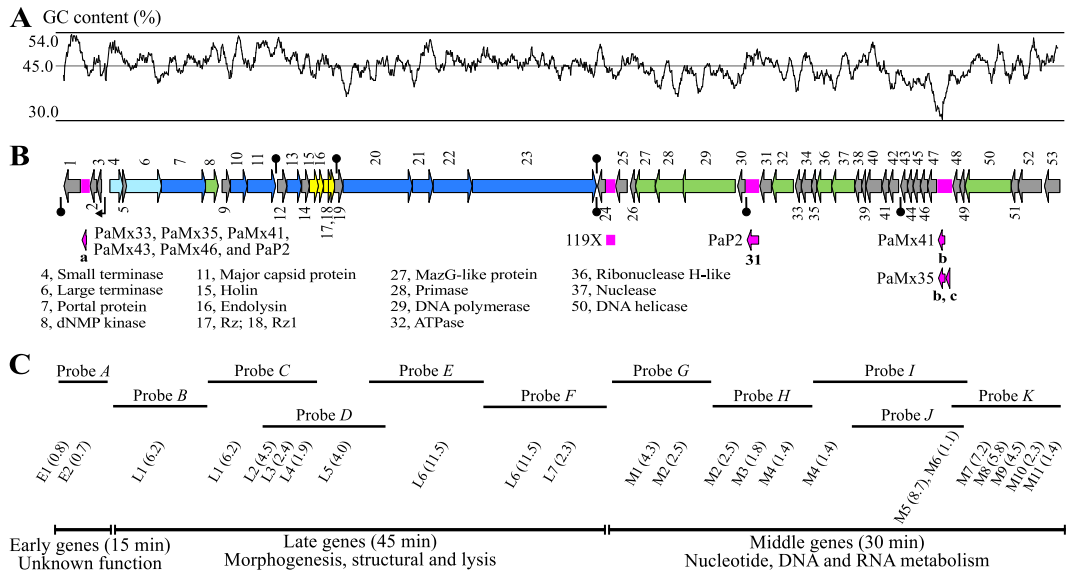 A GC content (%)
54.0
45.0
30.0
B
1 3 4 6 7 8 10 11 13 15 16 20 21 22 23 25 27 28 29 30 31 32 34 36 37 38 40 42 43 45 47 48 50 52 53
2 5 9 12 14 17,18 19 24 26 33 35 39 41 44 46 49 51
PaMx33, PaMx35, PaMx41,
PaMx43, PaMx46, and PaP2
a
119X
PaP2
31
PaMx41
b
PaMx35
b, c
4, Small terminase
6, Large terminase
7, Portal protein
8, dNMP kinase
11, Major capsid protein
15, Holin
16, Endolysin
17, Rz; 18, Rz1
27, MazG-like protein
28, Primase
29, DNA polymerase
32, ATPase
36, Ribonuclease H-like
37, Nuclease
50, DNA helicase
C
Probe A Probe C Probe E Probe G Probe I
Probe B Probe F Probe H Probe K
Probe D Probe J
E1 (0.8)
E2 (0.7)
L1 (6.2)
L1 (6.2)
L2 (4.5)
L3 (2.4)
L4 (1.9)
L5 (4.0)
L6 (11.5)
L6 (11.5)
L7 (2.3)
M1 (4.3)
M2 (2.5)
M2 (2.5)
M3 (1.8)
M4 (1.4)
M4 (1.4)
M5 (8.7), M6 (1.1)
M7 (7.2)
M8 (5.8)
M9 (4.5)
M10 (2.3)
M11 (1.4)
Early genes (15 min)
Unknown function
Late genes (45 min)
Morphogenesis, structural and lysis
Middle genes (30 min)
Nucleotide, DNA and RNA metabolism